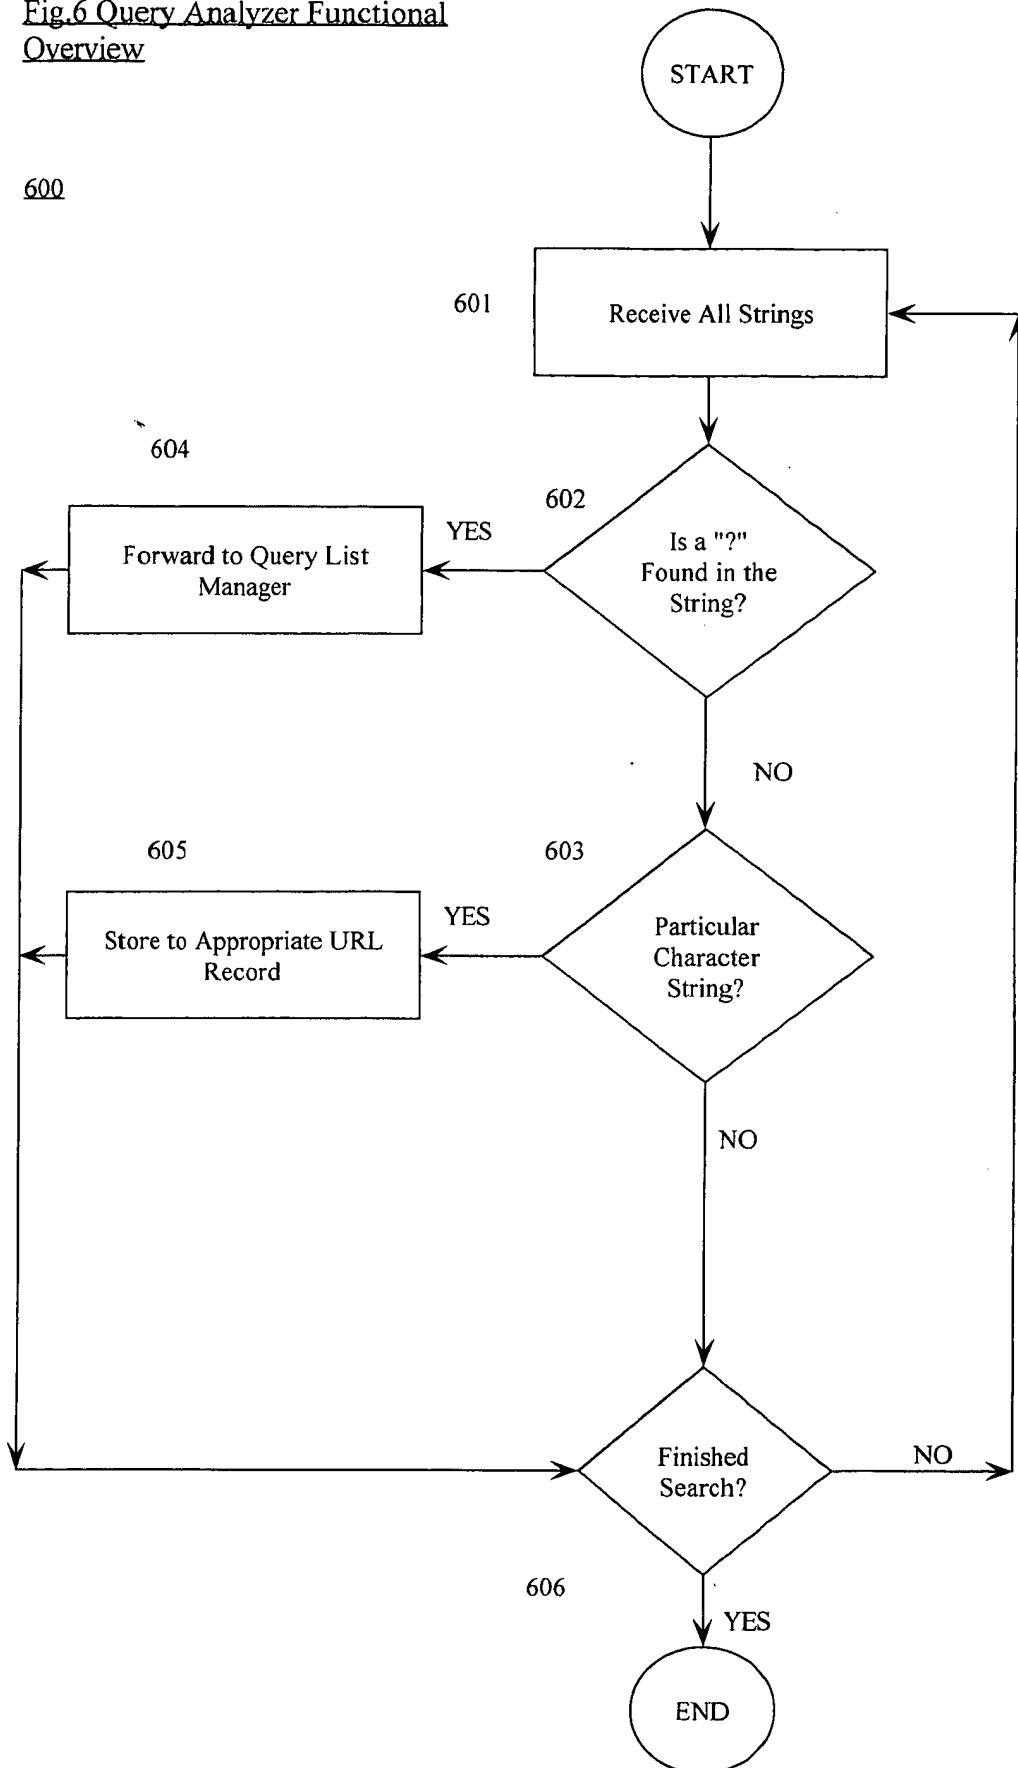 Fig.6 Query Analyzer Functional
Overview
START
600
601
Receive All Strings
604
602
YES
Is a "?"
Found in the
String?
Forward to Query List
Manager
NO
605
603
YES
Particular
Character
String?
Store to Appropriate URL
Record
NO
Finished
Search?
NO
606
YES
END